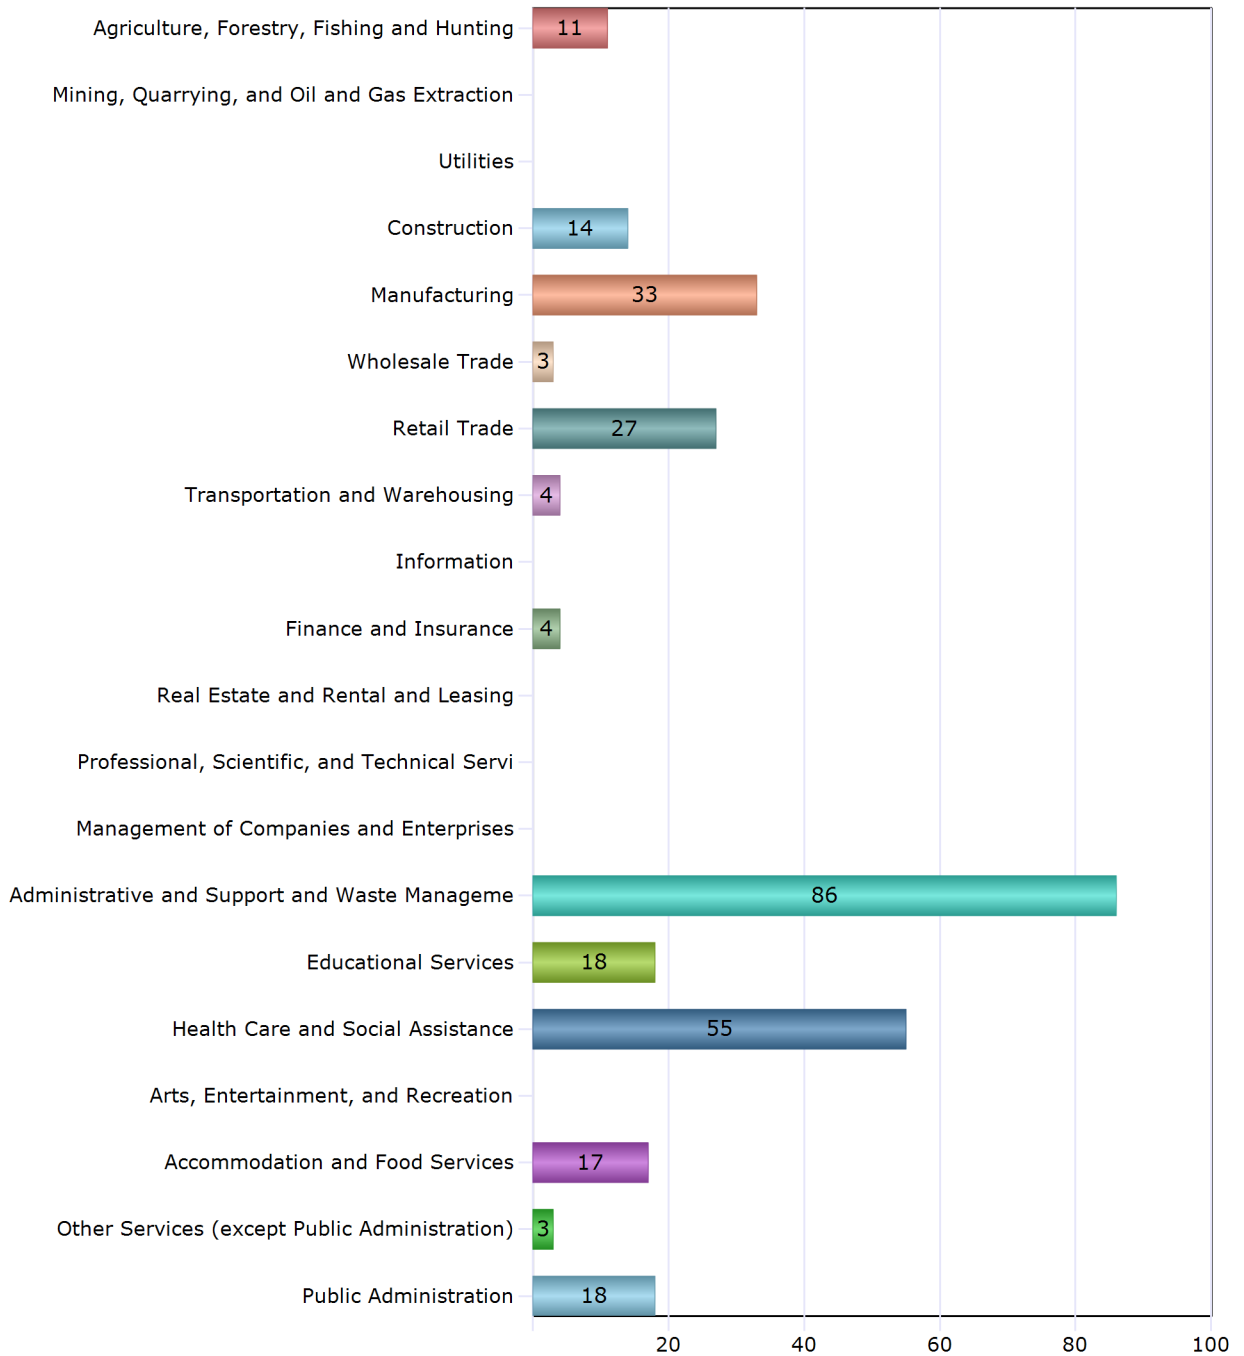 Agriculture, Forestry, Fishing and Hunting 11
Mining, Quarrying, and Oil and Gas Extraction
Utilities
Construction 14
Manufacturing 33
Wholesale Trade 3
Retail Trade 27
Transportation and Warehousing 4
Information
Finance and Insurance 4
Real Estate and Rental and Leasing
Professional, Scientific, and Technical Servi
Management of Companies and Enterprises
Administrative and Support and Waste Manageme 86
Educational Services 18
Health Care and Social Assistance 55
Arts, Entertainment, and Recreation
Accommodation and Food Services 17
Other Services (except Public Administration) 3
Public Administration 18
20 40 60 80 100